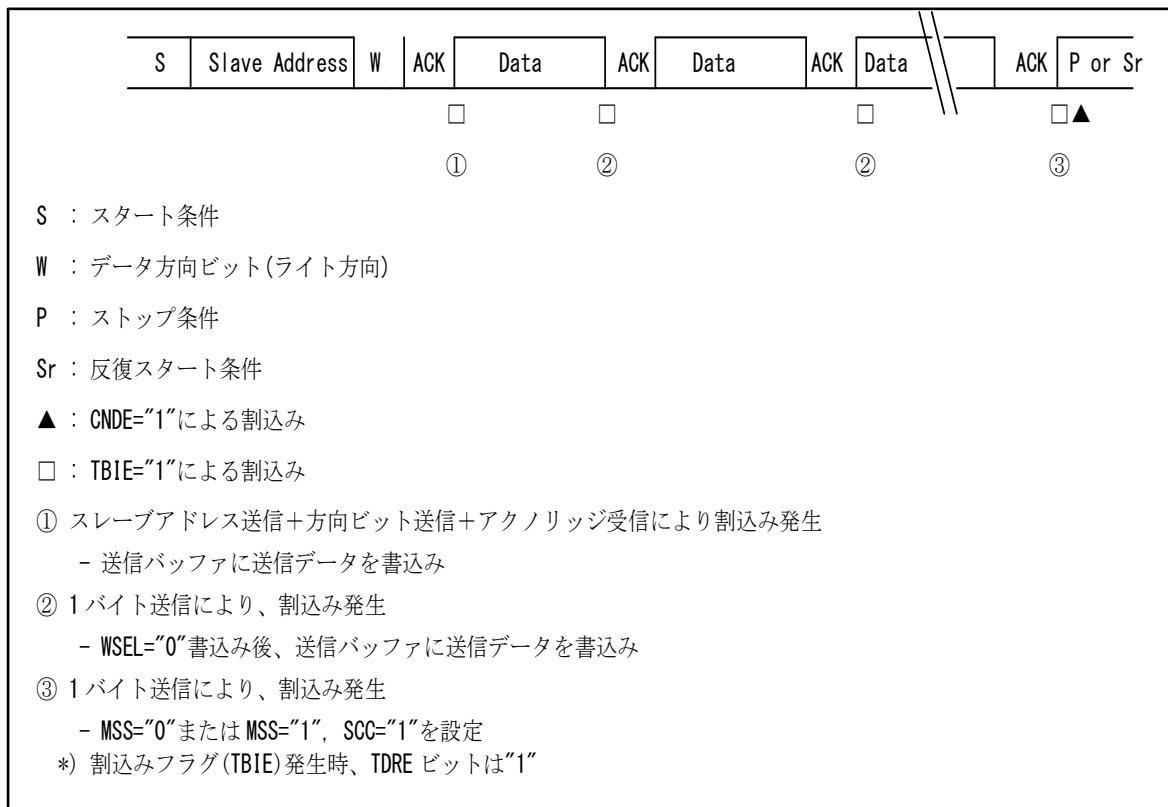 S Slave Address W ACK Data ACK Data ACK Data ACK P or Sr
□ □ □ □▲
① ② ② ③
S : スタート条件
W : データ方向ビット(ライト方向)
P : ストップ条件
Sr : 反復スタート条件
▲ : CNDE="1"による割込み
□ : TBIE="1"による割込み
① スレーブアドレス送信+方向ビット送信+アクノリッジ受信により割込み発生
- 送信バッファに送信データを書込み
② 1バイト送信により、割込み発生
- WSEL="0"書込み後、送信バッファに送信データを書込み
③ 1バイト送信により、割込み発生
- MSS="0"または MSS="1", SCC="1"を設定
*) 割込みフラグ(TBIE)発生時、TDRE ビットは"1"